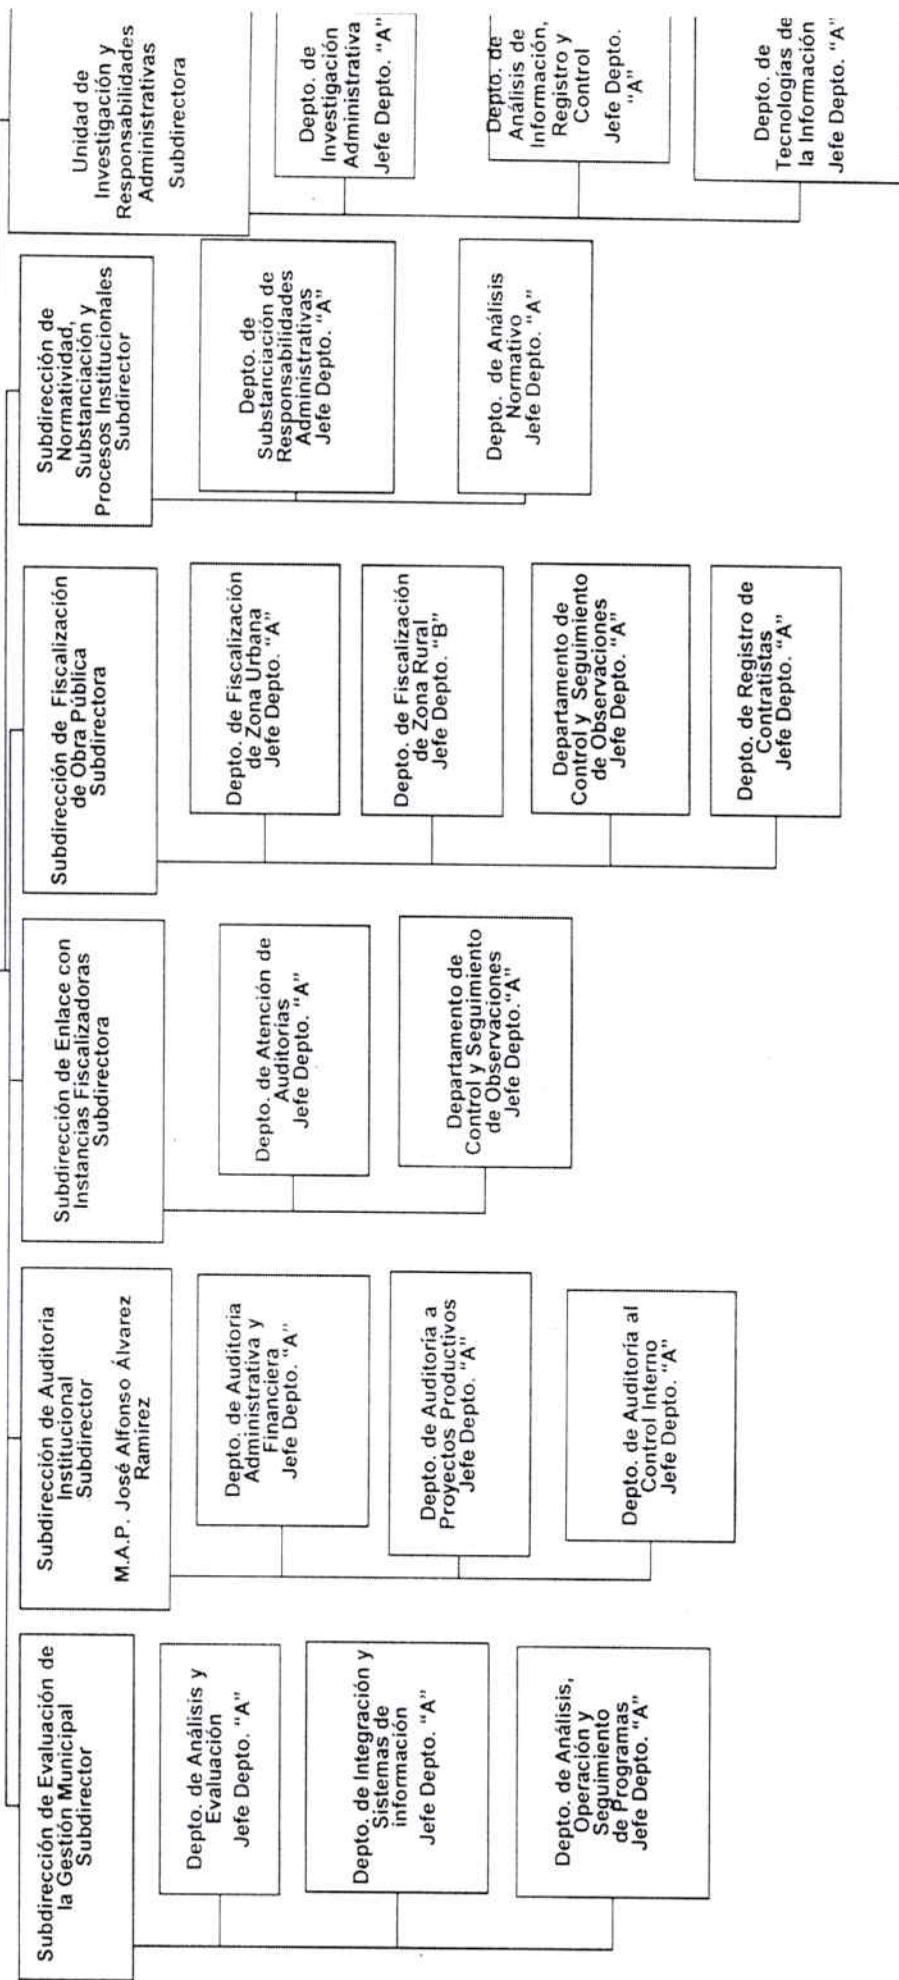 Subdirección de Evaluación de
la Gestión Municipal
Subdirector
Depto. de Análisis y
Evaluación
Jefe Depto. "A"
Depto. de Integración y
Sistemas de
información
Jefe Depto. "A"
Depto. de Análisis,
Operación y
Seguimiento
de Programas
Jefe Depto. "A"
Subdirección de Auditoria
Institucional
Subdirector
M.A.P. José Alfonso Álvarez
Ramírez
Depto. de Auditoria
Administrativa y
Financiera
Jefe Depto. "A"
Depto. de Auditoría a
Proyectos Productivos
Jefe Depto. "A"
Depto. de Auditoría al
Control Interno
Jefe Depto. "A"
Subdirección de Enlace con
Instancias Fiscalizadoras
Subdirectora
Depto. de Atención de
Auditorias
Jefe Depto. "A"
Departamento de
Control y Seguimiento
de Observaciones
Jefe Depto."A"
Subdirección de Fiscalización
de Obra Pública
Subdirectora
Depto. de Fiscalización
de Zona Urbana
Jefe Depto. "A"
Depto. de Fiscalización
de Zona Rural
Jefe Depto. "B"
Departamento de
Control y Seguimiento
de Observaciones
Jefe Depto. "A"
Depto. de Registro de
Contratistas
Jefe Depto. "A"
Subdirección de
Normatividad,
Substanciación y
Procesos Institucionales
Subdirector
Depto. de
Substanciación de
Responsabilidades
Administrativas
Jefe Depto. "A"
Depto. de Análisis
Normativo
Jefe Depto. "A"
Unidad de
Investigación y
Responsabilidades
Administrativas
Subdirectora
Depto. de
Investigación
Administrativa
Jefe Depto. "A"
Depto. de
Análisis de
Información,
Registro y
Control
Jefe Depto.
"A"
Depto. de
Tecnologías de
la Información
Jefe Depto. "A"